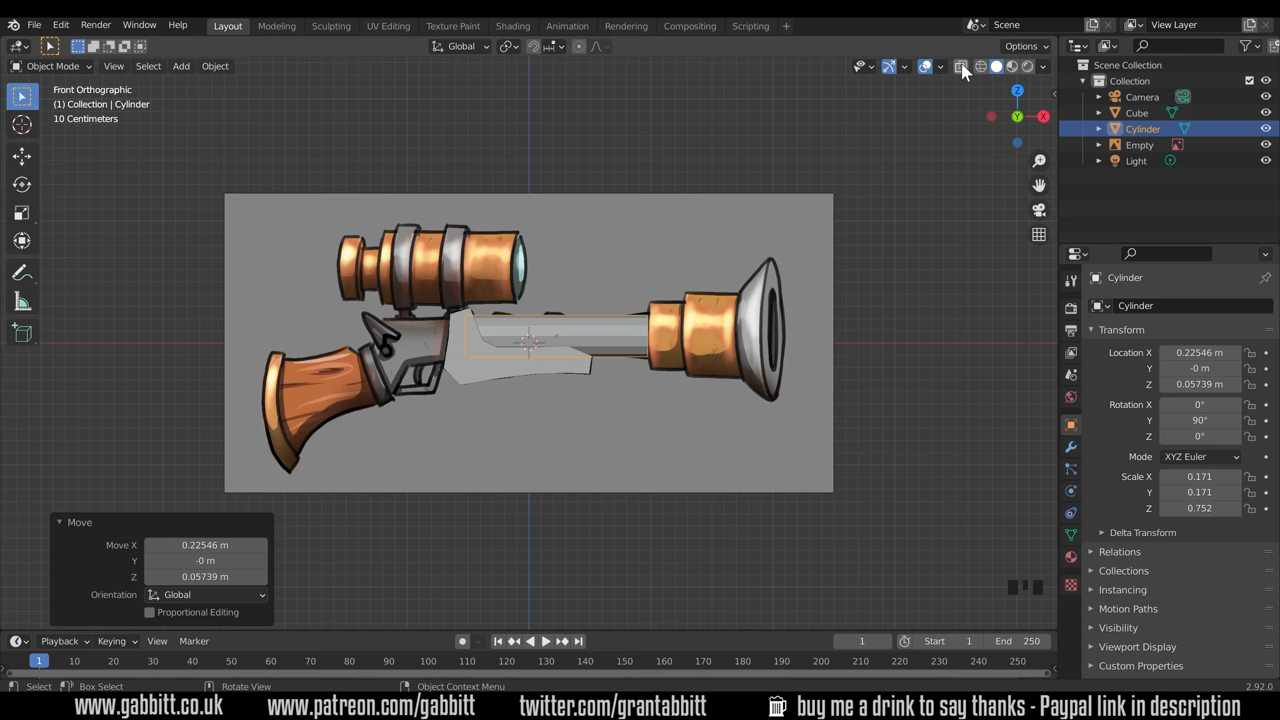 File Edit Render Window Help Layout Modeling Sculpting UV Editing Texture Paint Shading Animation Rendering Compositing Scripting + Scene View Layer
Global Options
Object Mode View Select Add Object
Front Orthographic
(1) Collection | Cylinder
10 Centimeters
Z
Y
X
Scene Collection
Collection
Camera
Cube
Cylinder
Empty
Light
Cylinder
Cylinder
Transform
Location X 0.22546 m
Y -0 m
Z 0.05739 m
Rotation X 0°
Y 90°
Z 0°
Mode XYZ Euler
Scale X 0.171
Y 0.171
Z 0.752
Delta Transform
Relations
Collections
Instancing
Motion Paths
Visibility
Viewport Display
Custom Properties
Move
Move X 0.22546 m
Y -0 m
Z 0.05739 m
Orientation Global
Proportional Editing
Playback Keying View Marker 1 Start 1 End 250
1 10 20 30 40 50 60 70 80 90 100 110 120 130 140 150 160 170 180 190 200 210 220 230 240 250
Select Box Select Rotate View Object Context Menu 2.92.0
www.gabbitt.co.uk www.patreon.com/gabbitt twitter.com/grantabbitt buy me a drink to say thanks - Paypal link in description